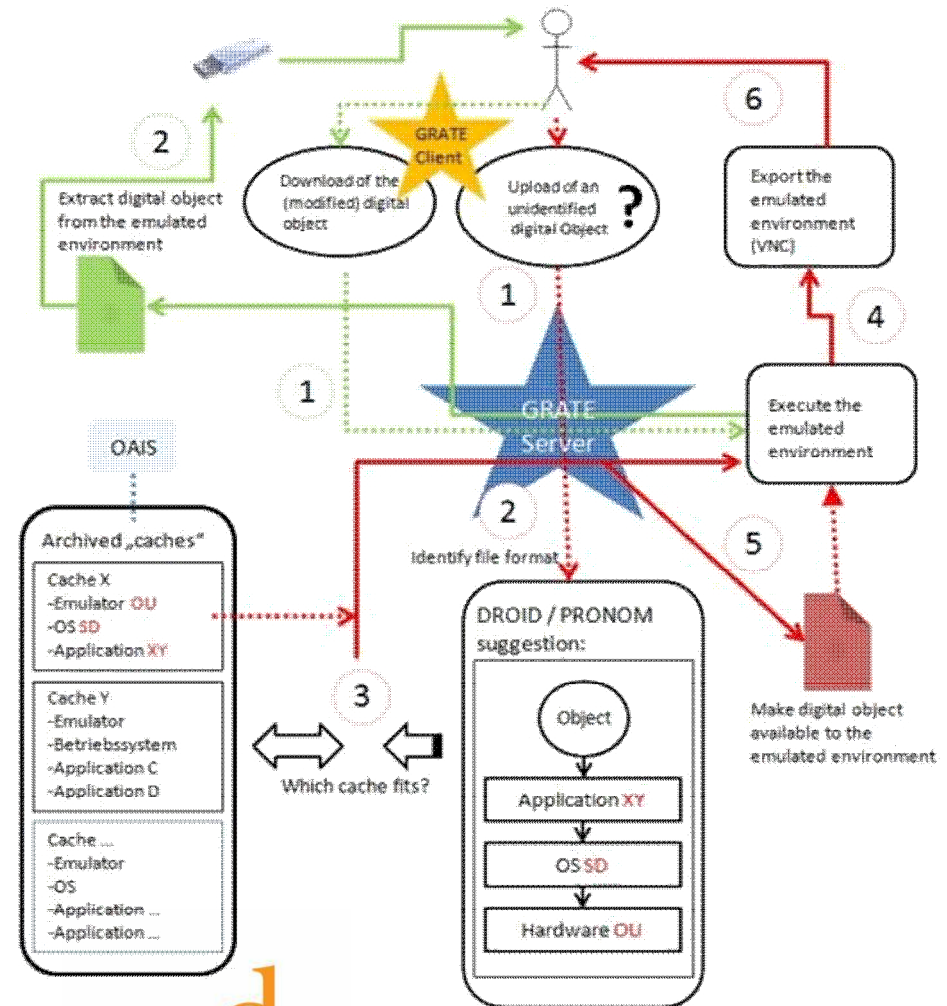 6
GRATE
Client
2
Download of the
(modified) digital
object
Upload of an
unidentified
digital Object
?
Export the
emulated
environment
(VNC)
Extract digital object
from the emulated
environment
1
4
1
GRATE
Server
Execute the
emulated
environment
OAIS
2
5
Identify file format
Archived „caches"
Cache X
-Emulator OU
-OS SD
-Application XY
DROID / PRONOM
suggestion:
Object
Application XY
OS SD
Hardware OU
3
Which cache fits?
Cache Y
-Emulator
-Betriebssystem
-Application C
-Application D
Make digital object
available to the
emulated environment
Cache ...
-Emulator
-OS
-Application ...
-Application ...
d